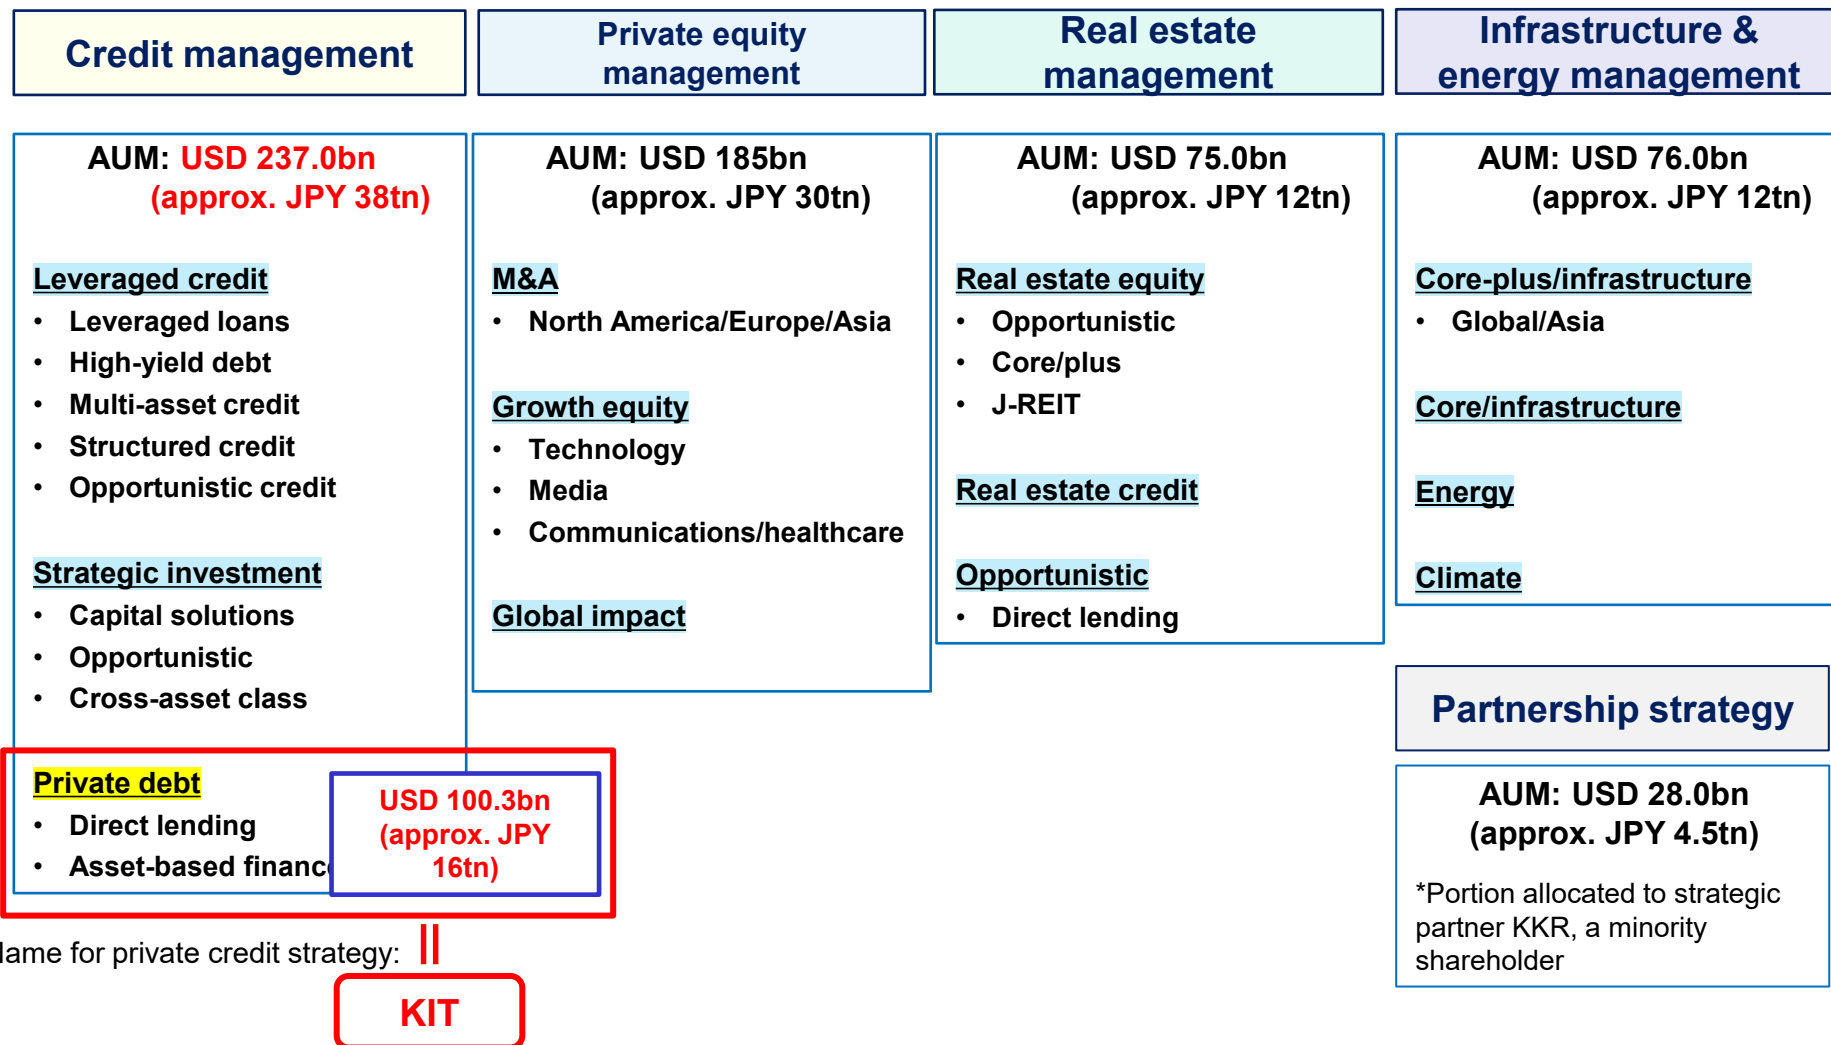 Credit management
Private equity
management
Real estate
management
Infrastructure &
energy management
AUM: USD 237.0bn
(approx. JPY 38tn)
Leveraged credit
• Leveraged loans
• High-yield debt
• Multi-asset credit
• Structured credit
• Opportunistic credit
Strategic investment
• Capital solutions
• Opportunistic
• Cross-asset class
Private debt
• Direct lending
• Asset-based finance
USD 100.3bn
(approx. JPY
16tn)
AUM: USD 185bn
(approx. JPY 30tn)
M&A
• North America/Europe/Asia
Growth equity
• Technology
• Media
• Communications/healthcare
Global impact
AUM: USD 75.0bn
(approx. JPY 12tn)
Real estate equity
• Opportunistic
• Core/plus
• J-REIT
Real estate credit
Opportunistic
• Direct lending
AUM: USD 76.0bn
(approx. JPY 12tn)
Core-plus/infrastructure
• Global/Asia
Core/infrastructure
Energy
Climate
Partnership strategy
AUM: USD 28.0bn
(approx. JPY 4.5tn)
*Portion allocated to strategic
partner KKR, a minority
shareholder
for private credit strategy:
KIT